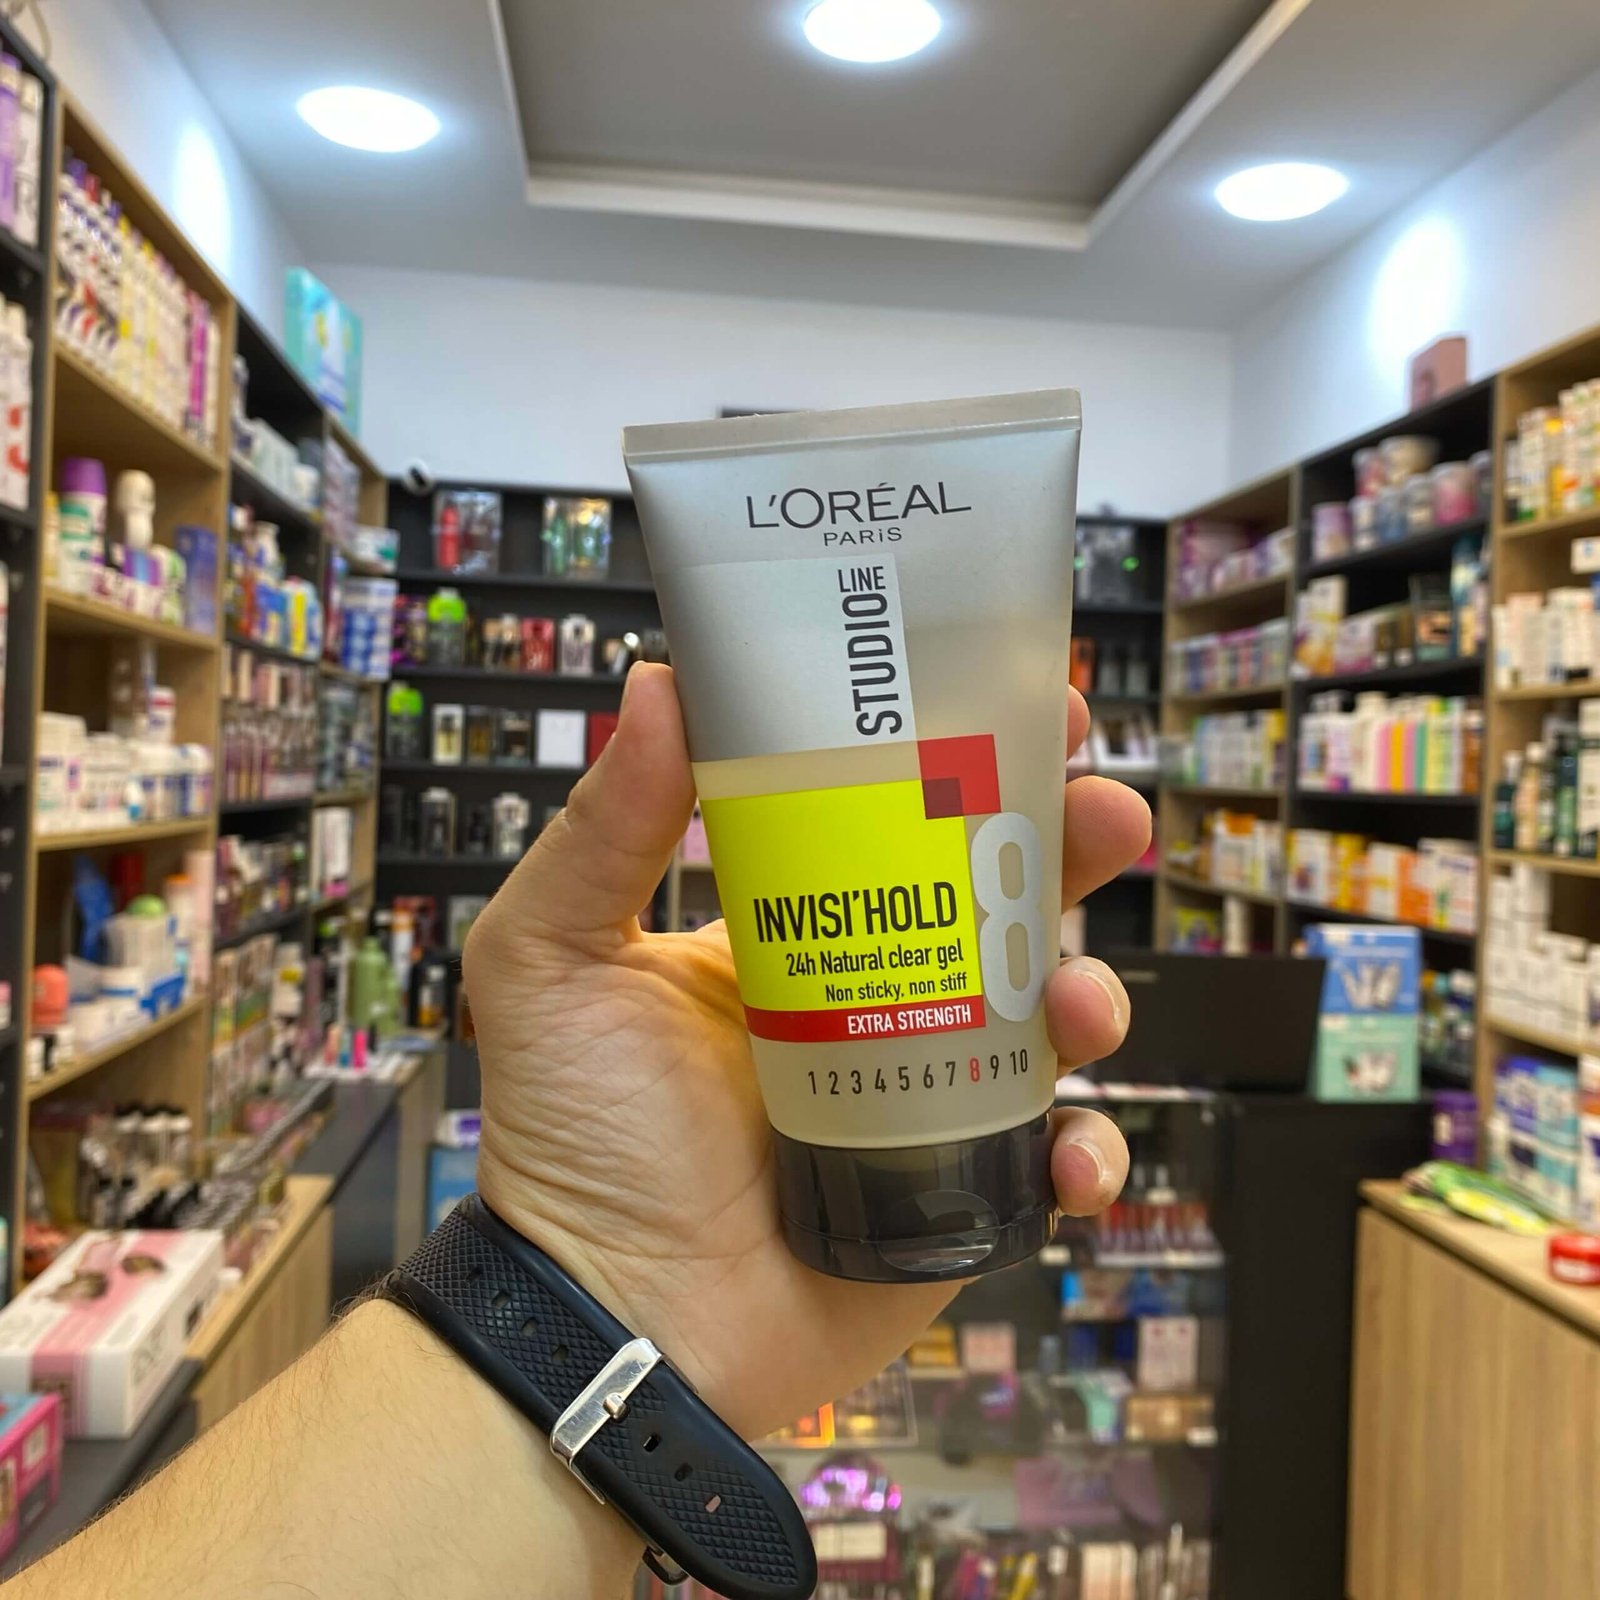 L'ORÉAL
PARiS
STUDIO LINE
INVISI'HOLD
24h Natural clear gel
Non sticky, non stiff
EXTRA STRENGTH
8
1 2 3 4 5 6 7 8 9 10